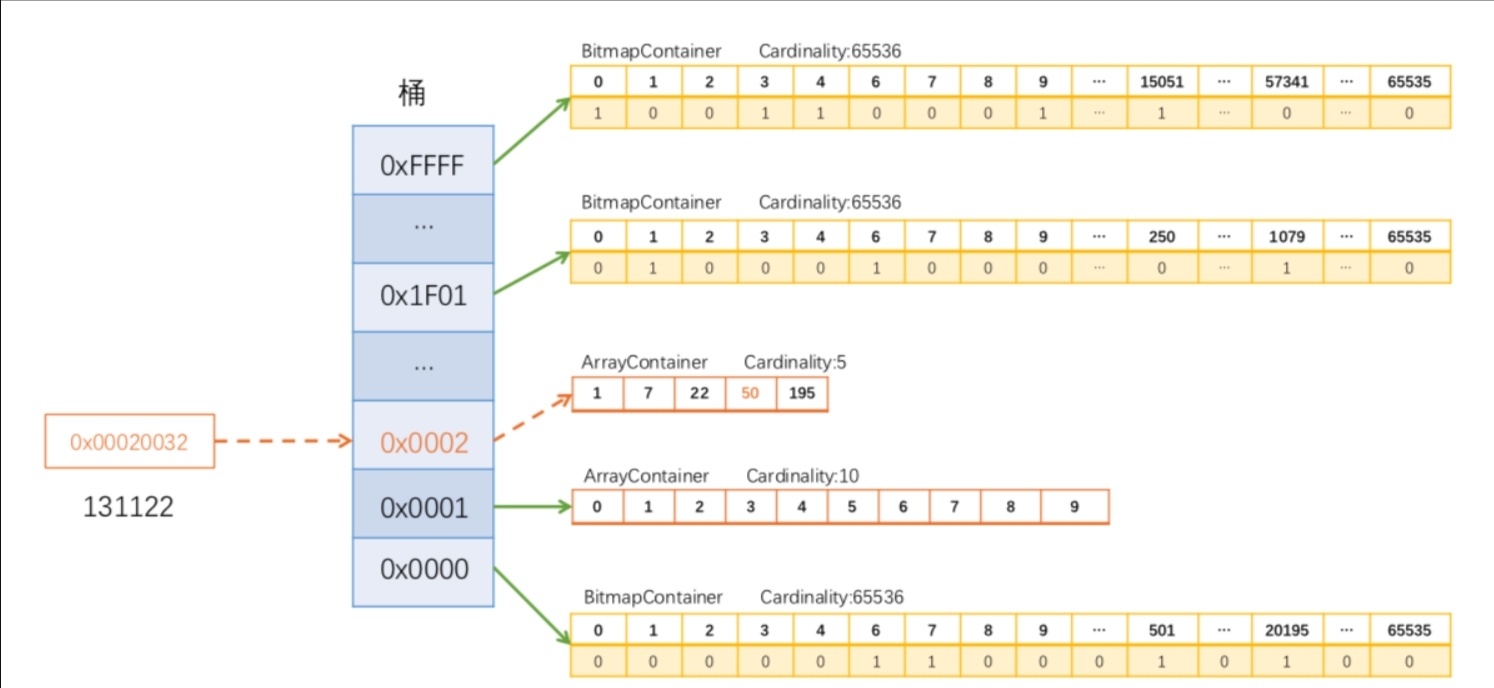 BitmapContainer Cardinality:65536
0 1 2 3 4 6 7 8 9 ... 15051 ... 57341 ... 65535
1 0 0 1 1 0 0 0 1 ... 1 ... 0 ... 0
桶
0xFFFF
...
BitmapContainer Cardinality:65536
0 1 2 3 4 6 7 8 9 ... 250 ... 1079 ... 65535
0 1 0 0 0 1 0 0 0 ... 0 ... 1 ... 0
0x1F01
...
ArrayContainer Cardinality:5
1 7 22 50 195
0x00020032
0x0002
131122
ArrayContainer Cardinality:10
0 1 2 3 4 5 6 7 8 9
0x0001
0x0000
BitmapContainer Cardinality:65536
0 1 2 3 4 6 7 8 9 ... 501 ... 20195 ... 65535
0 0 0 0 0 1 1 0 0 0 1 0 1 0 0